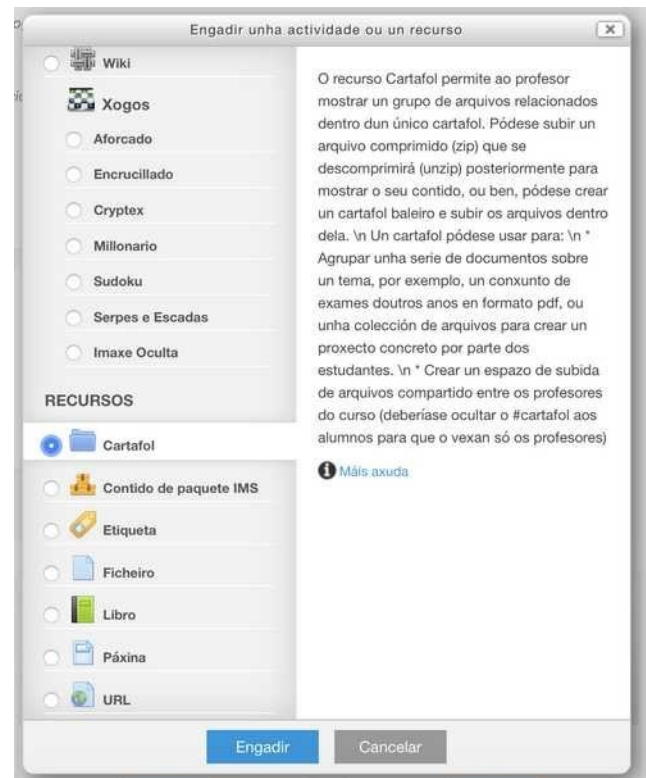 Engadir unha actividade ou un recurso
Wiki
Xogos
Aforcado
Encrucillado
Cryptex
Millonario
Sudoku
Serpes e Escadas
Imaxe Oculta
RECURSOS
Cartafol
Contido de paquete IMS
Etiqueta
Ficheiro
Libro
Páxina
URL
O recurso Cartafol permite ao profesor
mostrar un grupo de arquivos relacionados
dentro dun único cartafol. Pódese subir un
arquivo comprimido (zip) que se
descomprimirá (unzip) posteriormente para
mostrar o seu contido, ou ben, pódese crear
un cartafol baleiro e subir os arquivos dentro
dela. \n Un cartafol pódese usar para: \n *
Agrupar unha serie de documentos sobre
un tema, por exemplo, un conxunto de
exames doutros anos en formato pdf, ou
unha colección de arquivos para crear un
proxecto concreto por parte dos
estudantes. \n * Crear un espazo de subida
de arquivos compartido entre os profesores
do curso (deberíase ocultar o #cartafol aos
alumnos para que o vexan só os profesores)
Máis axuda
Engadir
Cancelar